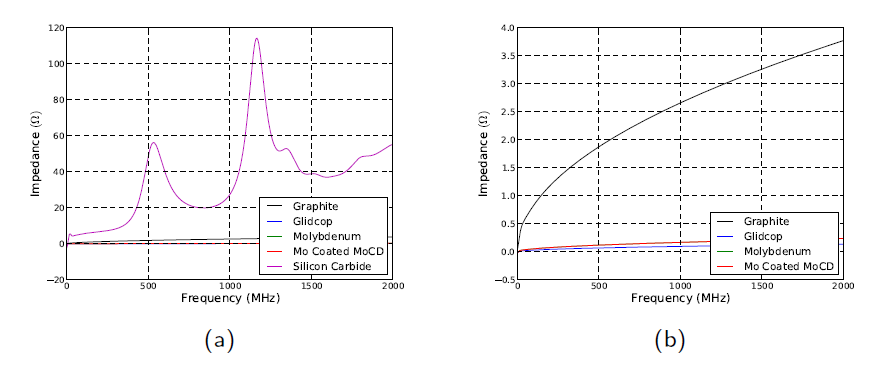 120
100
80
60
40
20
0
−20
Impedance (Ω)
0 500 1000 1500 2000
Frequency (MHz)
Graphite
Glidcop
Molybdenum
Mo Coated MoCD
Silicon Carbide
(a)
4.0
3.5
3.0
2.5
2.0
1.5
1.0
0.5
0.0
−0.5
Impedance (Ω)
0 500 1000 1500 2000
Frequency (MHz)
Graphite
Glidcop
Molybdenum
Mo Coated MoCD
(b)